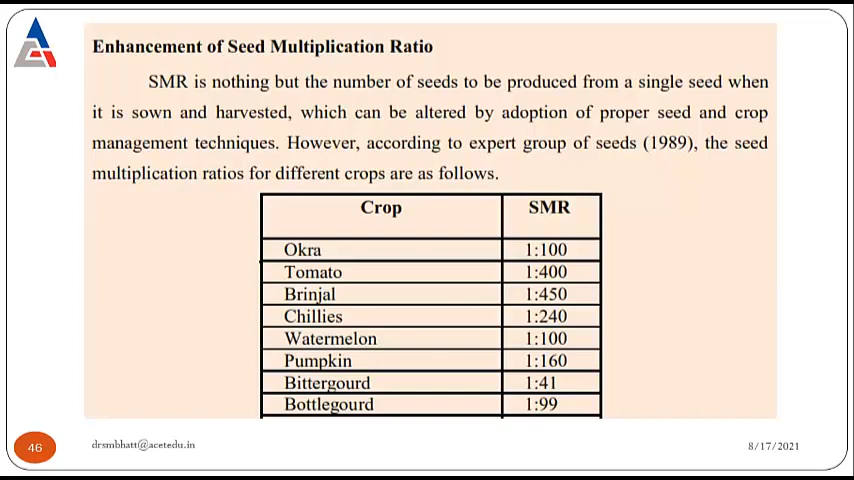 Enhancement of Seed Multiplication Ratio
SMR is nothing but the number of seeds to be produced from a single seed when
it is sown and harvested, which can be altered by adoption of proper seed and crop
management techniques. However, according to expert group of seeds (1989), the seed
multiplication ratios for different crops are as follows.
Crop SMR
Okra 1:100
Tomato 1:400
Brinjal 1:450
Chillies 1:240
Watermelon 1:100
Pumpkin 1:160
Bittergourd 1:41
Bottlegourd 1:99
46 drsmbhatt@acetedu.in 8/17/2021